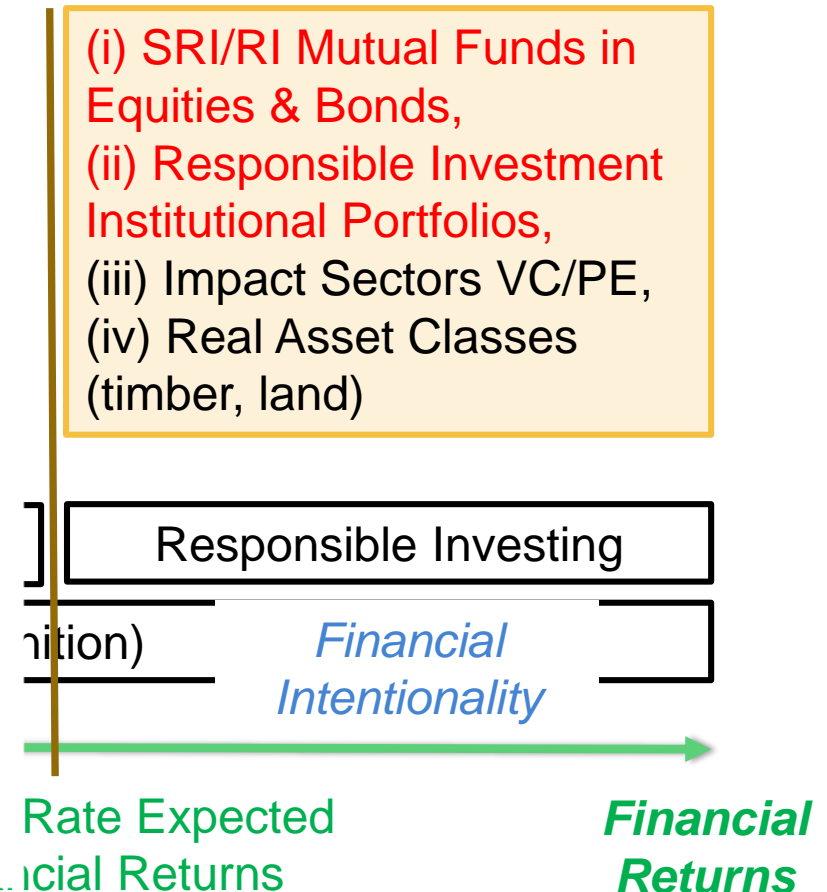 (i) SRI/RI Mutual Funds in
Equities & Bonds,
(ii) Responsible Investment
Institutional Portfolios,
(iii) Impact Sectors VC/PE,
(iv) Real Asset Classes
(timber, land)
Responsible Investing
Financial
Intentionality
Rate Expected
Returns
Financial
Returns